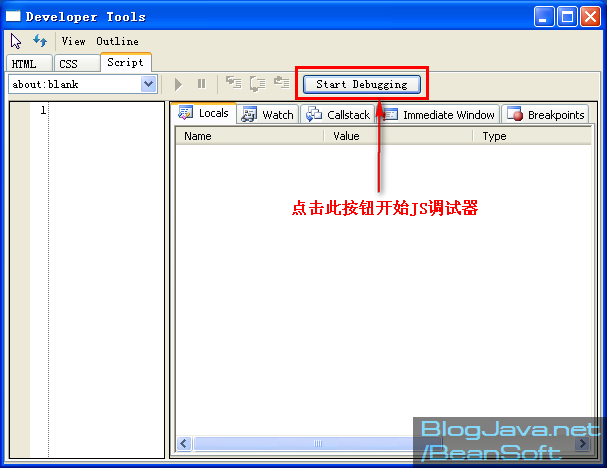 Developer Tools
View Outline
HTML CSS Script
about:blank
Start Debugging
1
Locals Watch Callstack Immediate Window Breakpoints
Name Value Type
点击此按钮开始JS调试器
BlogJava.net
/BeanSoft